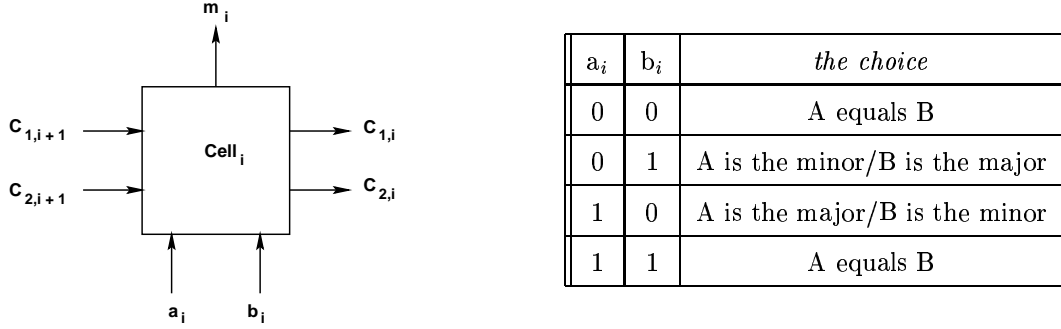 m i
C 1,i + 1
C 1,i
Cell i
C 2,i + 1
C 2,i
a i
b i
a i b i the choice
0 0 A equals B
0 1 A is the minor/B is the major
1 0 A is the major/B is the minor
1 1 A equals B